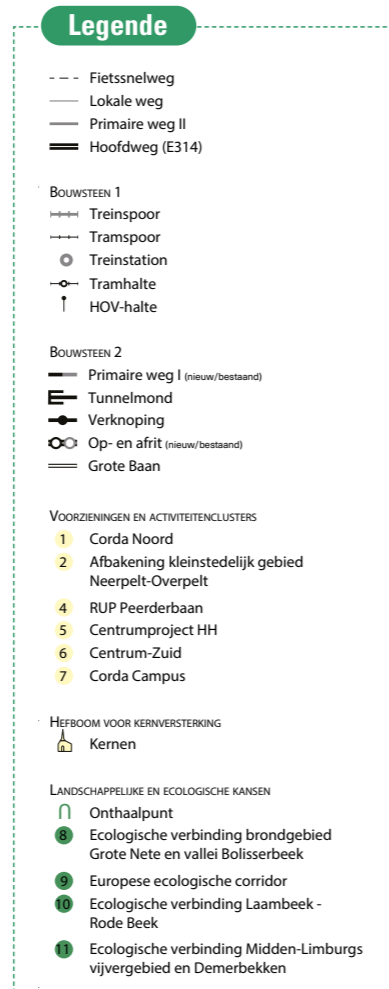 Legende
Fietssnelweg
Lokale weg
Primaire weg II
Hoofdweg (E314)
Bouwsteen 1
Treinspoor
Tramspoor
Treinstation
Tramhalte
HOV-halte
Bouwsteen 2
Primaire weg I (nieuw/bestaand)
Tunnelmond
Verknoping
Op- en afrit (nieuw/bestaand)
Grote Baan
Voorzieningen en activiteitenclusters
1 Corda Noord
2 Afbakening kleinstedelijk gebied
Neerpelt-Overpelt
4 RUP Peerderbaan
5 Centrumproject HH
6 Centrum-Zuid
7 Corda Campus
Hefboom voor kernversterking
Kernen
Landschappelijke en ecologische kansen
Onthaalpunt
8 Ecologische verbinding brondgebied
Grote Nete en vallei Bolisserbeek
9 Europese ecologische corridor
10 Ecologische verbinding Laambeek -
Rode Beek
11 Ecologische verbinding Midden-Limburgs
vijvergebied en Demerbekken